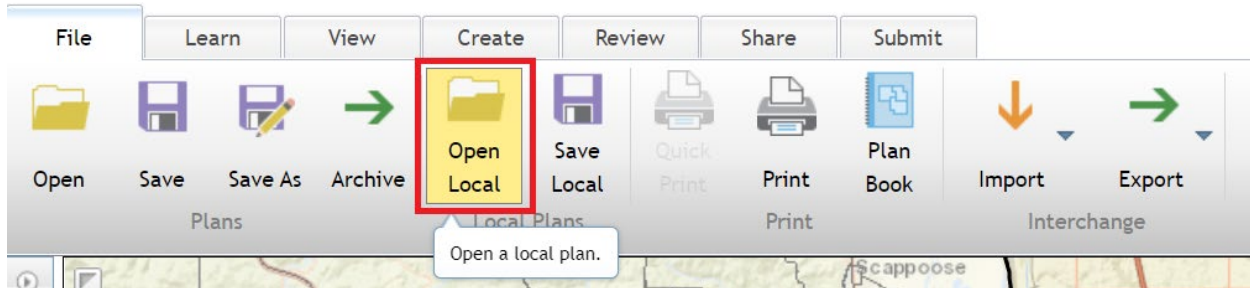 File Learn View Create Review Share Submit
Open Save Save As Archive Open Local Save Local Quick Print Print Plan Book Import Export
Plans Local Plans Print Interchange
Open a local plan.
Scappoose